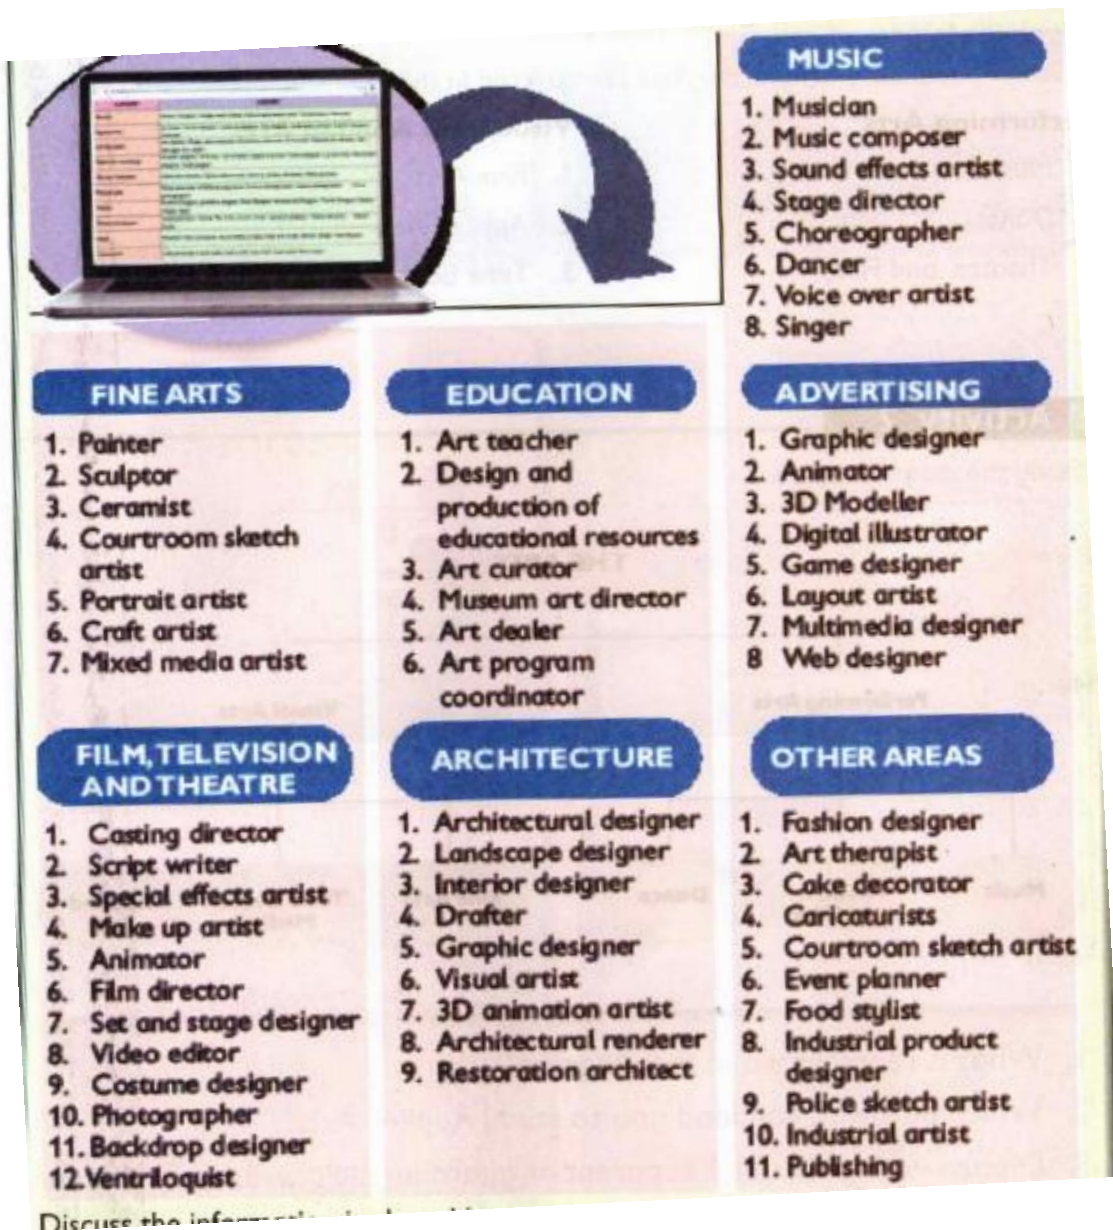 MUSIC
1. Musician
2. Music composer
3. Sound effects artist
4. Stage director
5. Choreographer
6. Dancer
7. Voice over artist
8. Singer
FINE ARTS
1. Painter
2. Sculptor
3. Ceramist
4. Courtroom sketch
artist
5. Portrait artist
6. Craft artist
7. Mixed media artist
EDUCATION
1. Art teacher
2. Design and
production of
educational resources
3. Art curator
4. Museum art director
5. Art dealer
6. Art program
coordinator
ADVERTISING
1. Graphic designer
2. Animator
3. 3D Modeller
4. Digital illustrator
5. Game designer
6. Layout artist
7. Multimedia designer
8 Web designer
FILM, TELEVISION
AND THEATRE
1. Casting director
2. Script writer
3. Special effects artist
4. Make up artist
5. Animator
6. Film director
7. Set and stage designer
8. Video editor
9. Costume designer
10. Photographer
11. Backdrop designer
12. Ventriloquist
ARCHITECTURE
1. Architectural designer
2. Landscape designer
3. Interior designer
4. Drafter
5. Graphic designer
6. Visual artist
7. 3D animation artist
8. Architectural renderer
9. Restoration architect
OTHER AREAS
1. Fashion designer
2. Art therapist
3. Cake decorator
4. Caricaturists
5. Courtroom sketch artist
6. Event planner
7. Food stylist
8. Industrial product
designer
9. Police sketch artist
10. Industrial artist
11. Publishing
Discuss the